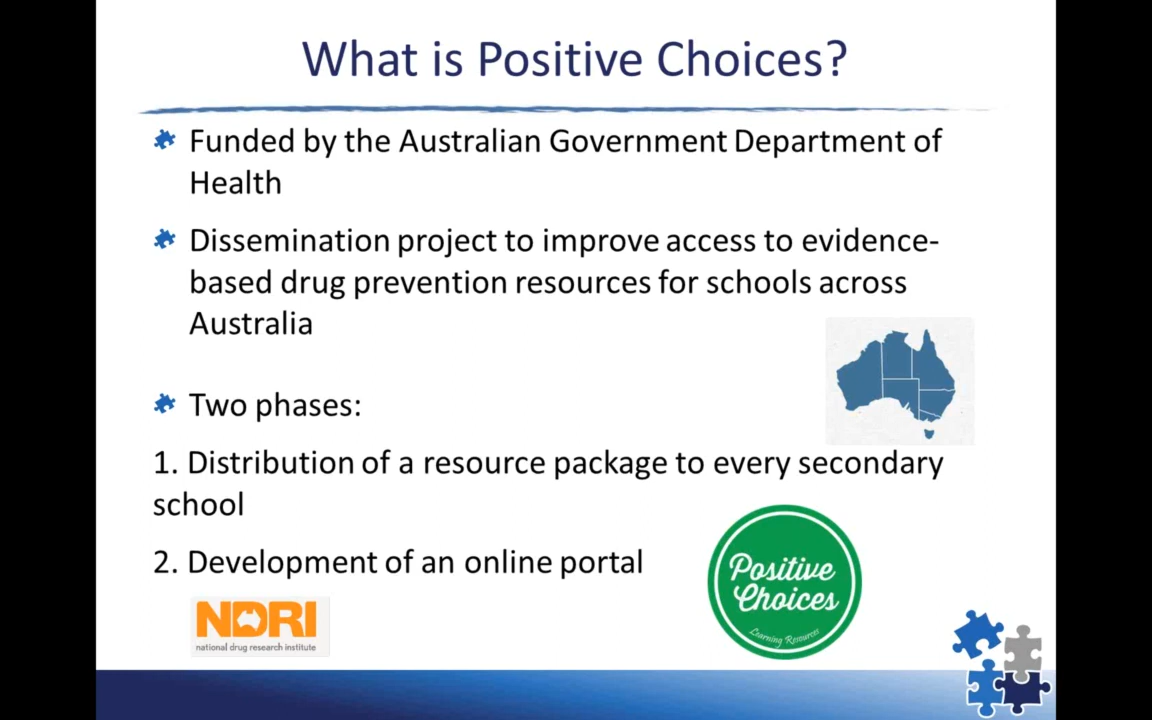 What is Positive Choices?
Funded by the Australian Government Department of
Health
Dissemination project to improve access to evidence-
based drug prevention resources for schools across
Australia
Two phases:
1. Distribution of a resource package to every secondary
school
2. Development of an online portal
Positive
Choices
Learning Resources
NDRI
national drug research institute